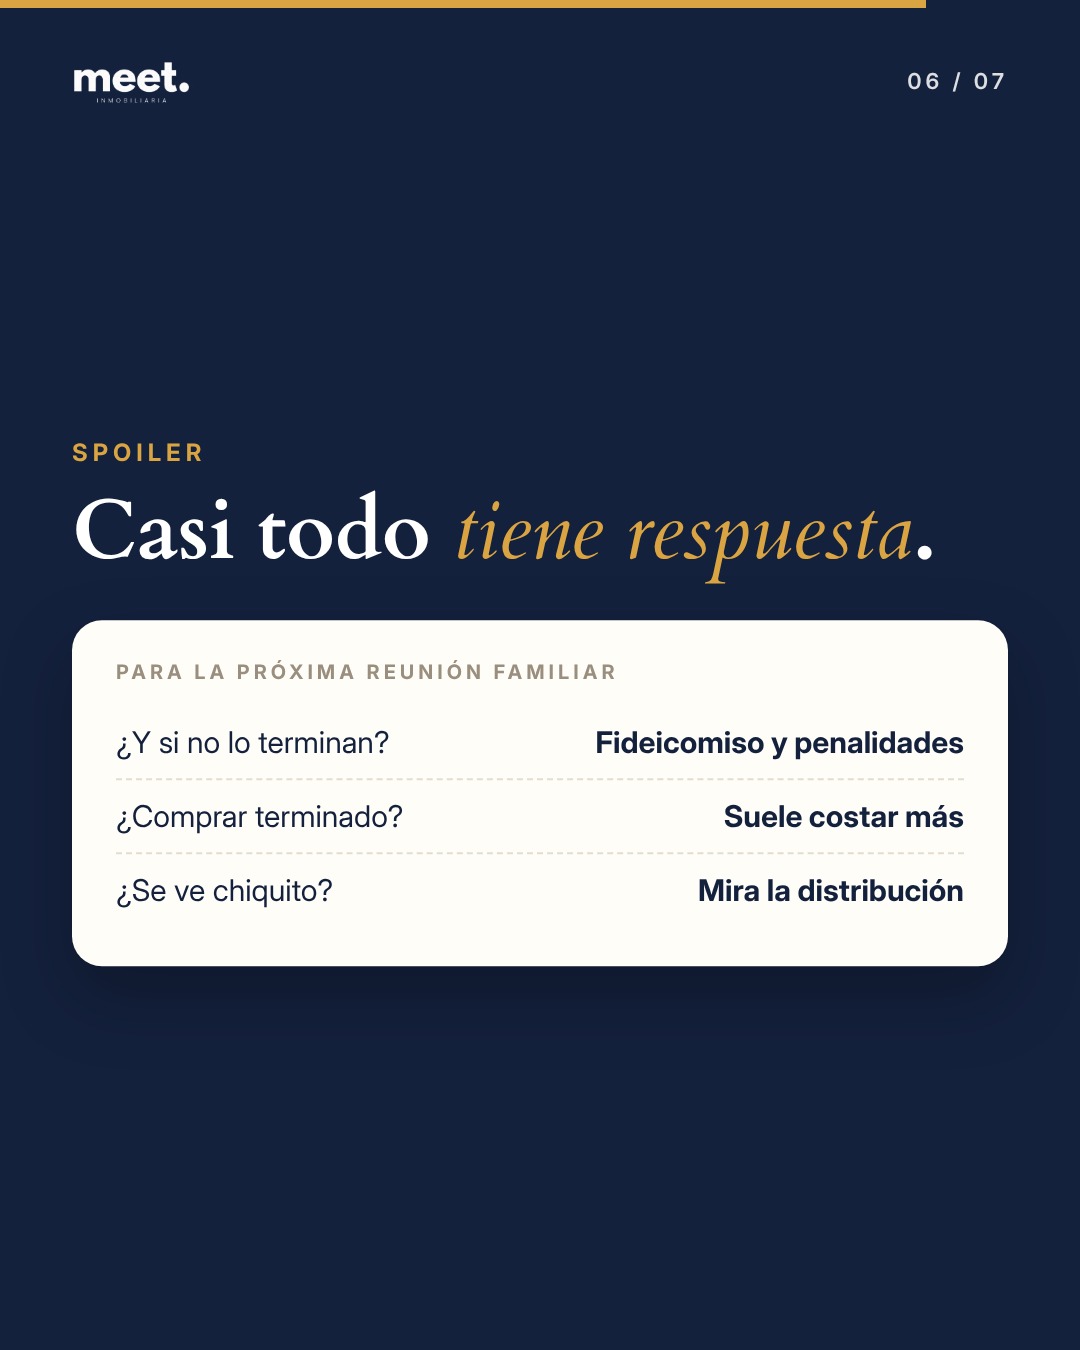 meet.
INMOBILIARIA
06 / 07
SPOILER
Casi todo tiene respuesta.
PARA LA PRÓXIMA REUNIÓN FAMILIAR
¿Y si no lo terminan? Fideicomiso y penalidades
¿Comprar terminado? Suele costar más
¿Se ve chiquito? Mira la distribución